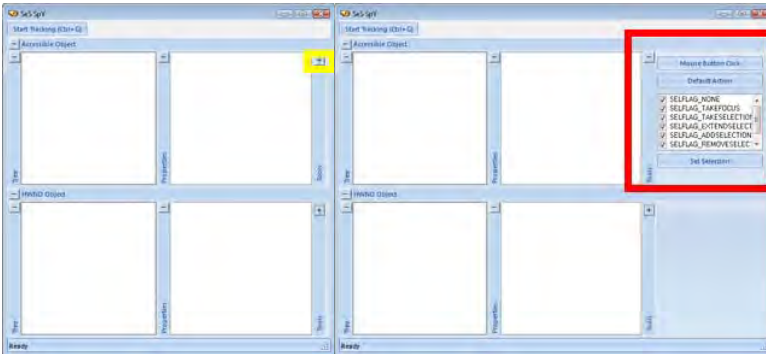 SeS SpY
Start Tracking (Ctrl+G)
Accessible Object
Tree
Properties
Tools
HWND Object
Tree
Properties
Tools
Ready
SeS SpY
Start Tracking (Ctrl+G)
Accessible Object
Tree
Properties
Tools
Mouse Button Click
Default Action
SELFLAG_NONE
SELFLAG_TAKEFOCUS
SELFLAG_TAKESELECTION
SELFLAG_EXTENDSELECT
SELFLAG_ADDSELECTION
SELFLAG_REMOVESELEC
Set Selection
HWND Object
Tree
Properties
Tools
Ready